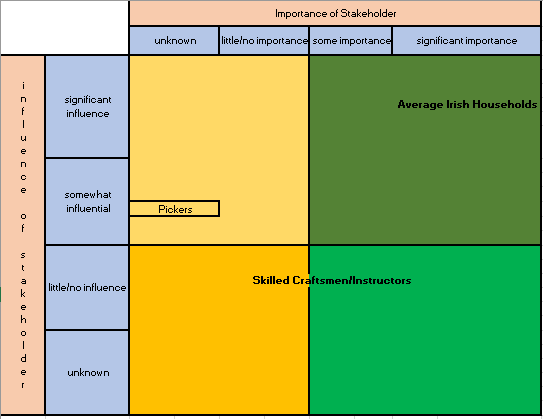 Importance of Stakeholder
unknown
little/no importance
some importance
significant importance
influence of stakeholder
significant
influence
Average Irish Households
somewhat
influential
Pickers
little/no influence
Skilled Craftsmen/Instructors
unknown